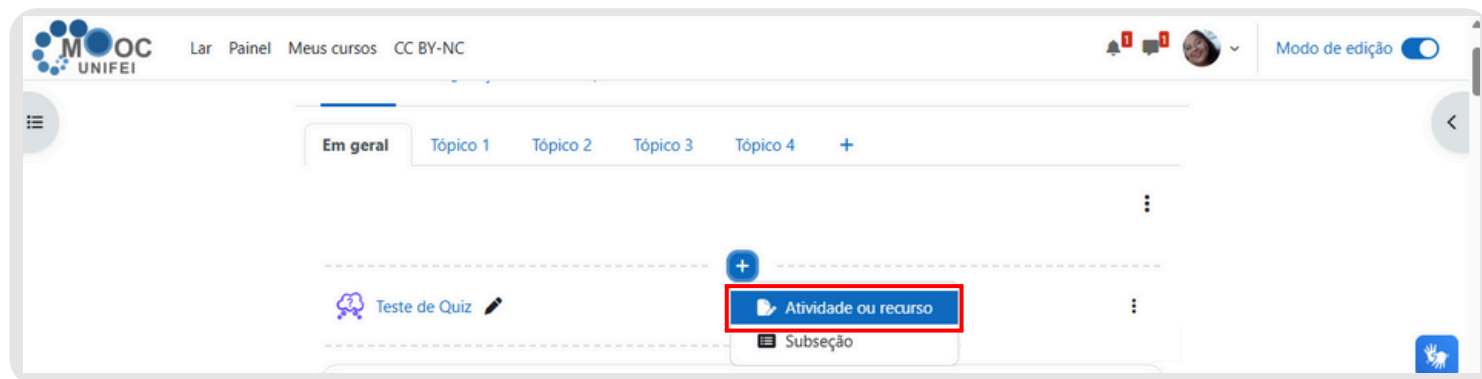 MOOC
UNIFEI
Lar Painel Meus cursos CC BY-NC
1 1
Modo de edição
Em geral Tópico 1 Tópico 2 Tópico 3 Tópico 4 +
+
Teste de Quiz
Atividade ou recurso
Subseção